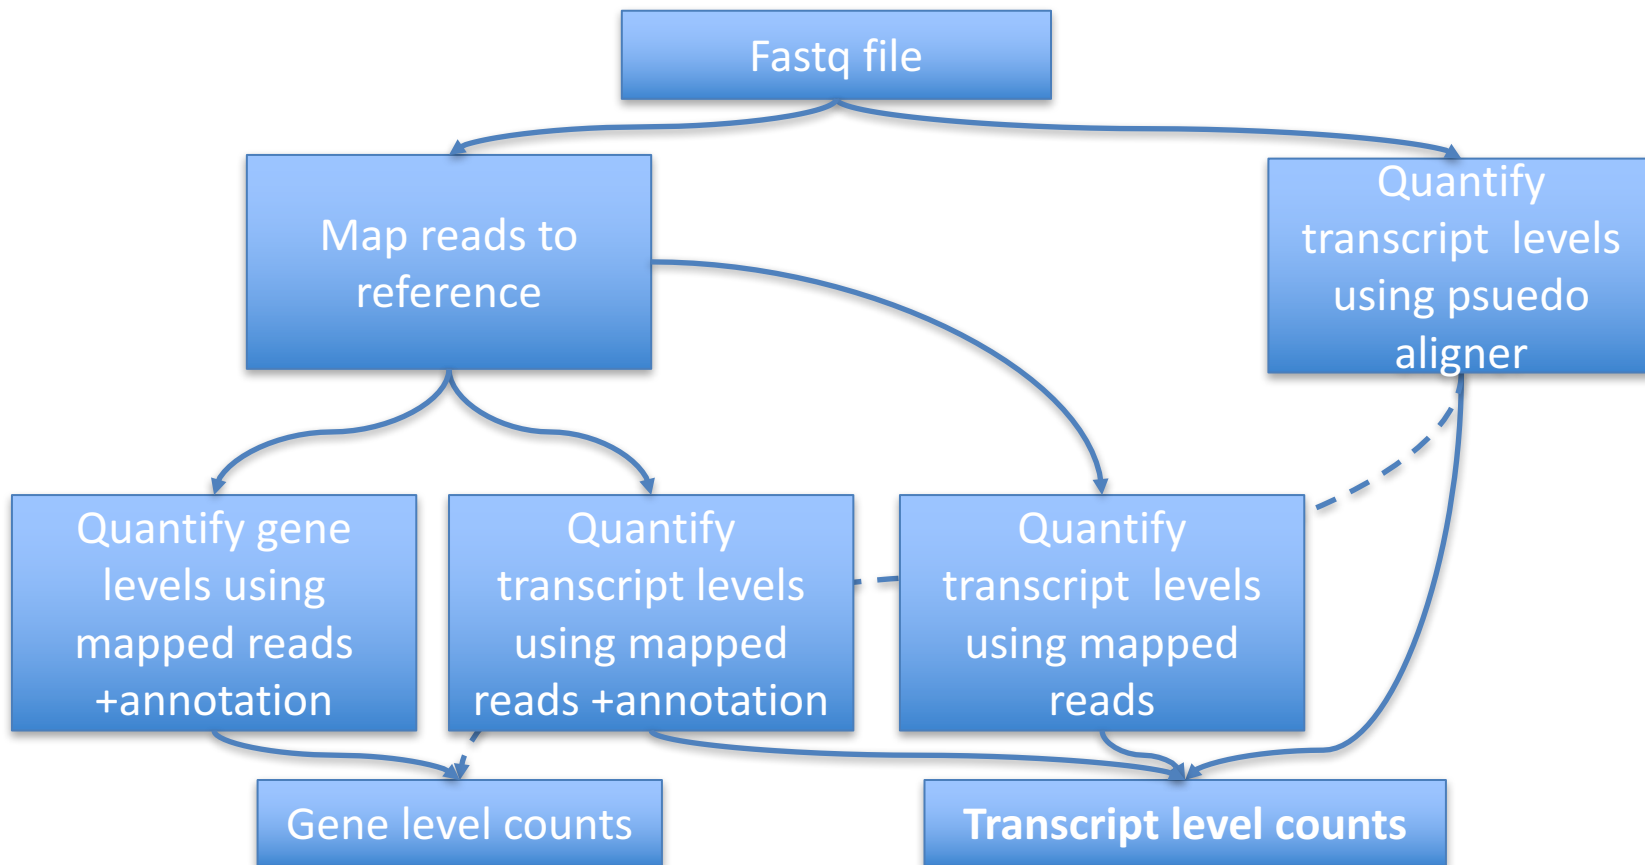 Fastq file
Map reads to
reference
Quantify
transcript  levels
using psuedo
aligner
Quantify gene
levels using
mapped reads
+annotation
Quantify
transcript levels
using mapped
reads +annotation
Quantify
transcript  levels
using mapped
reads
Gene level counts
Transcript level counts